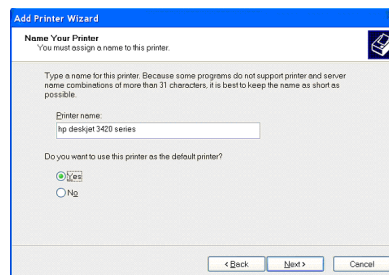 Add Printer Wizard
Name Your Printer
You must assign a name to this printer.
Type a name for this printer. Because some programs do not support printer and server
name combinations of more than 31 characters, it is best to keep the name as short as
possible.
Printer name:
hp deskjet 3420 series
Do you want to use this printer as the default printer?
Yes
No
< Back
Next >
Cancel